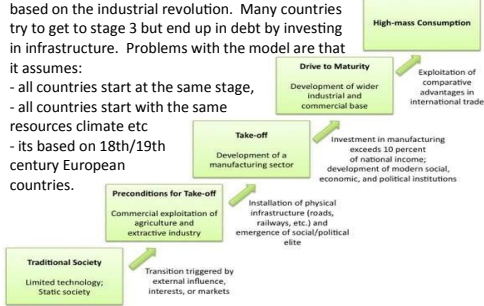 based on the industrial revolution. Many countries
try to get to stage 3 but end up in debt by investing
in infrastructure. Problems with the model are that
it assumes:
- all countries start at the same stage,
- all countries start with the same
resources climate etc
- its based on 18th/19th
century European
countries.
High-mass Consumption
Drive to Maturity
Development of wider
industrial and
commercial base
Exploitation of
comparative
advantages in
international trade
Take-off
Development of a
manufacturing sector
Investment in manufacturing
exceeds 10 percent
of national income;
development of modern social,
economic, and political institutions
Preconditions for Take-off
Commercial exploitation of
agriculture and
extractive industry
Installation of physical
infrastructure (roads,
railways, etc.) and
emergence of social/political
elite
Traditional Society
Limited technology;
Static society
Transition triggered by
external influence,
interests, or markets